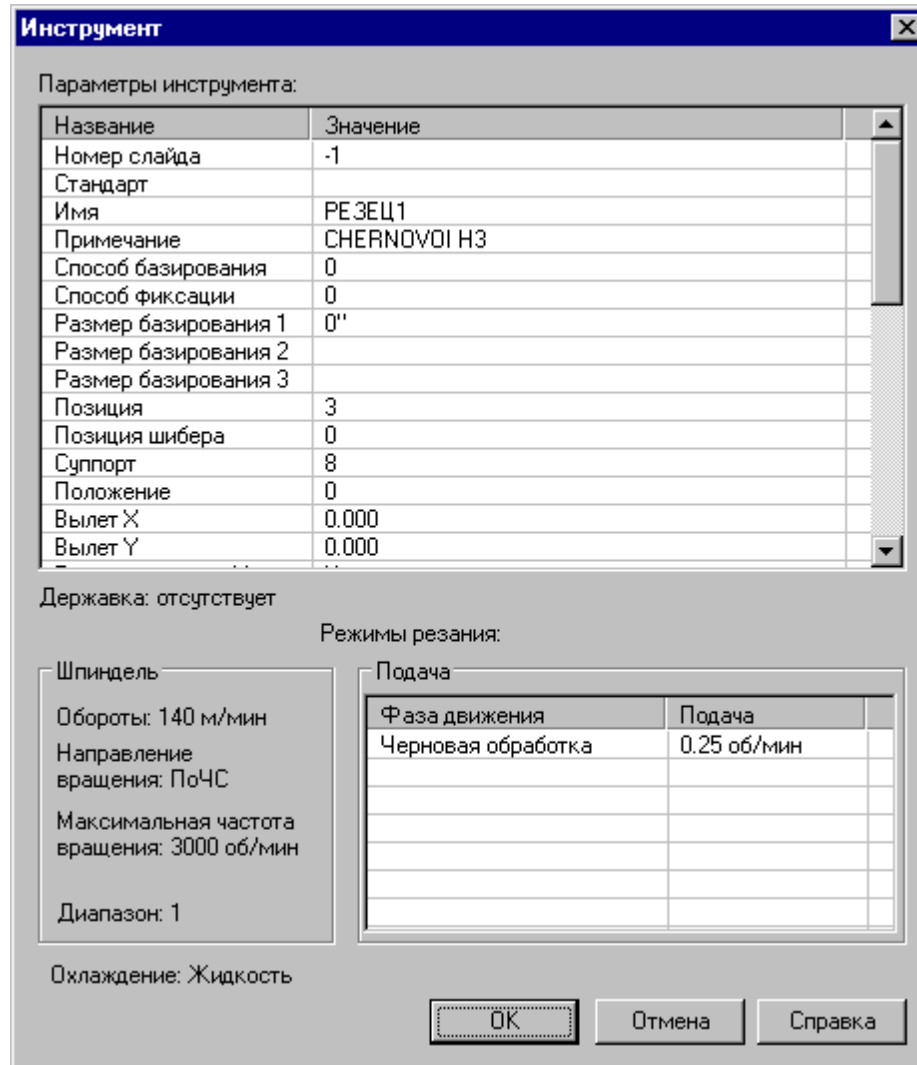 Инструмент
Параметры инструмента:
Название Значение
Номер слайда -1
Стандарт
Имя РЕЗЕЦ1
Примечание CHERNOVOI H3
Способ базирования 0
Способ фиксации 0
Размер базирования 1 0"
Размер базирования 2
Размер базирования 3
Позиция 3
Позиция шибера 0
Суппорт 8
Положение 0
Вылет X 0.000
Вылет Y 0.000
Державка: отсутствует
Режимы резания:
Шпиндель
Обороты: 140 м/мин
Направление
вращения: ПоЧС
Максимальная частота
вращения: 3000 об/мин
Диапазон: 1
Подача
Фаза движения Подача
Черновая обработка 0.25 об/мин
Охлаждение: Жидкость
OK Отмена Справка